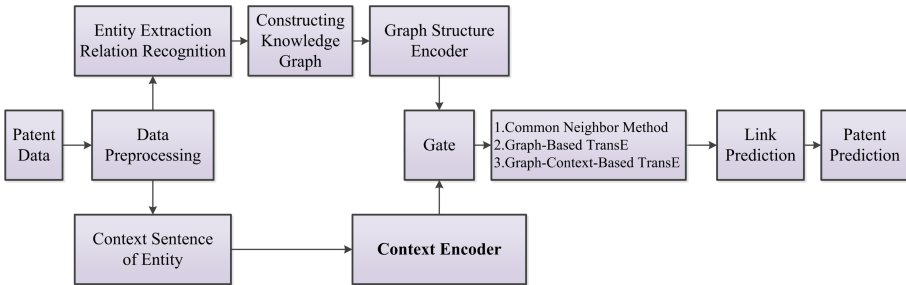 Entity Extraction
Relation Recognition
Constructing
Knowledge
Graph
Graph Structure
Encoder
Patent
Data
Data
Preprocessing
Gate
1.Common Neighbor Method
2.Graph-Based TransE
3.Graph-Context-Based TransE
Link
Prediction
Patent
Prediction
Context Sentence
of Entity
Context Encoder